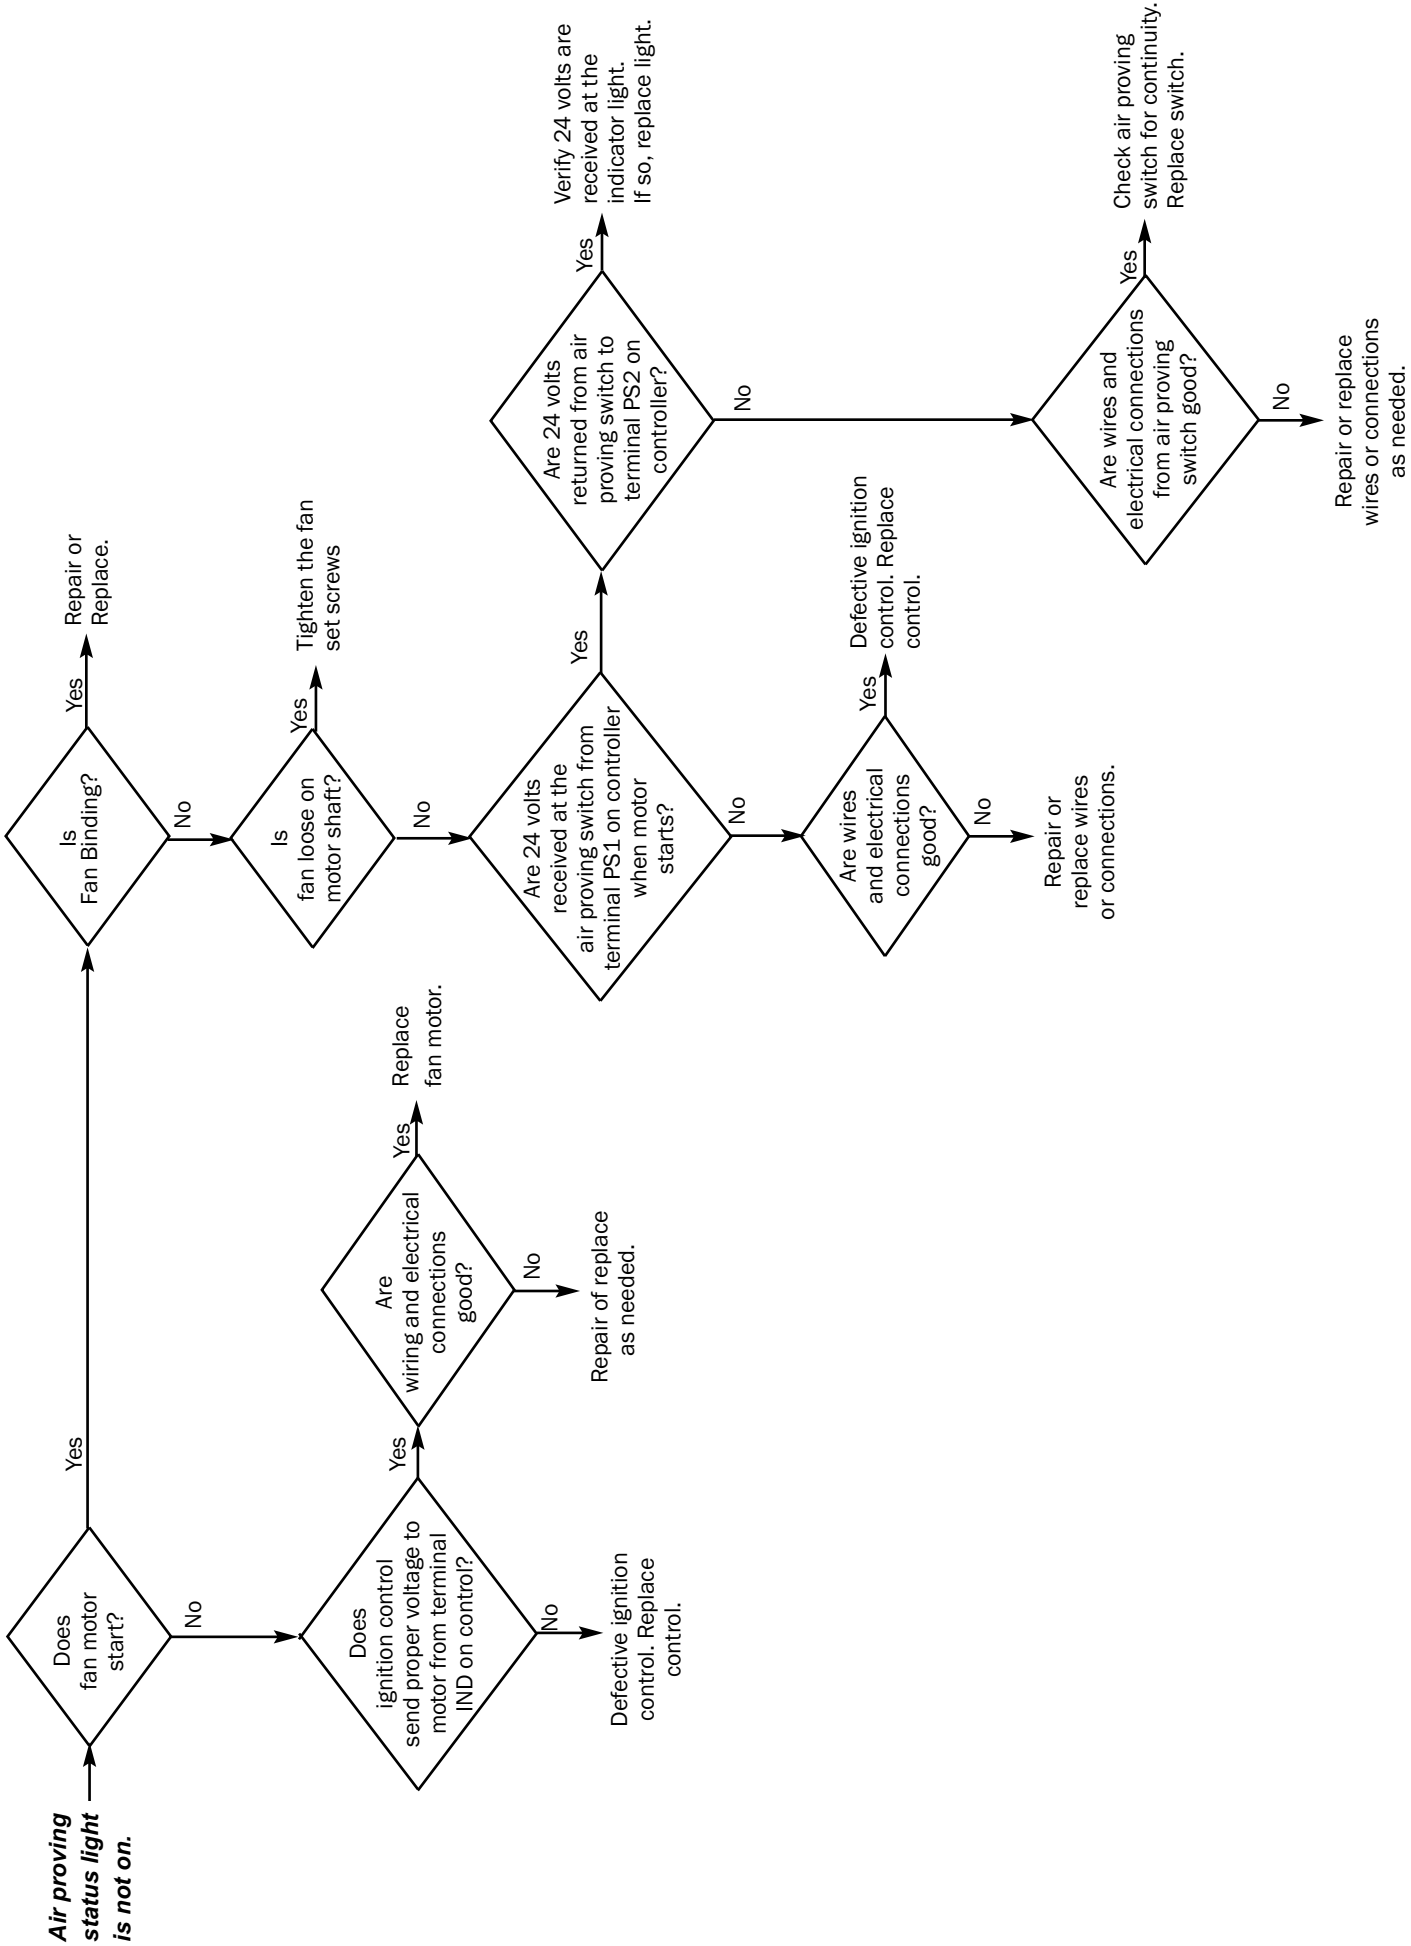 Air proving
status light
is not on.
Does
fan motor
start?
Yes
No
Is
Fan Binding?
Yes
Repair or
Replace.
No
Is
fan loose on
motor shaft?
Yes
Tighten the fan
set screws
No
Does
ignition control
send proper voltage to
motor from terminal
IND on control?
Yes
No
Defective ignition
control. Replace
control.
Are
wiring and electrical
connections
good?
Yes
Replace
fan motor.
No
Repair of replace
as needed.
Are 24 volts
received at the
air proving switch from
terminal PS1 on controller
when motor
starts?
Yes
No
Are 24 volts
returned from air
proving switch to
terminal PS2 on
controller?
Yes
Verify 24 volts are
received at the
indicator light.
If so, replace light.
No
Are wires
and electrical
connections
good?
Yes
Defective ignition
control. Replace
control.
No
Repair or
replace wires
or connections.
Are wires and
electrical connections
from air proving
switch good?
Yes
Check air proving
switch for continuity.
Replace switch.
No
Repair or replace
wires or connections
as needed.